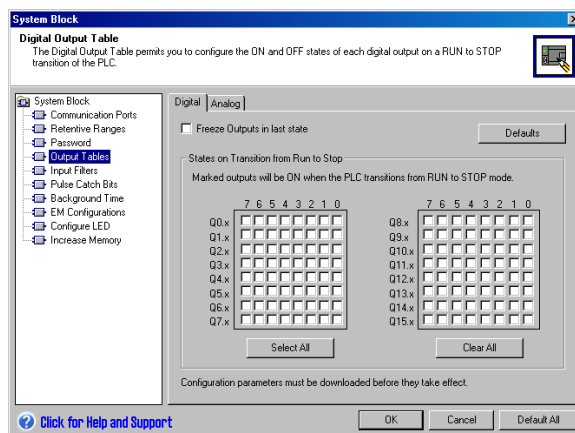 System Block
Digital Output Table
The Digital Output Table permits you to configure the ON and OFF states of each digital output on a RUN to STOP
transition of the PLC.
System Block
Communication Ports
Retentive Ranges
Password
Output Tables
Input Filters
Pulse Catch Bits
Background Time
EM Configurations
Configure LED
Increase Memory
Digital Analog
Freeze Outputs in last state
Defaults
States on Transition from Run to Stop
Marked outputs will be ON when the PLC transitions from RUN to STOP mode.
7 6 5 4 3 2 1 0
Q0.x
Q1.x
Q2.x
Q3.x
Q4.x
Q5.x
Q6.x
Q7.x
Select All
7 6 5 4 3 2 1 0
Q8.x
Q9.x
Q10.x
Q11.x
Q12.x
Q13.x
Q14.x
Q15.x
Clear All
Configuration parameters must be downloaded before they take effect.
Click for Help and Support
OK
Cancel
Default All